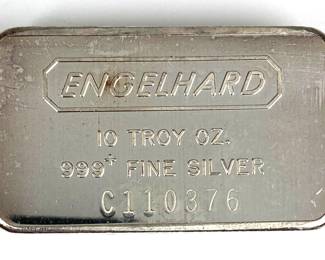 ENGELHARD
10 TROY OZ.
999+ FINE SILVER
C110376